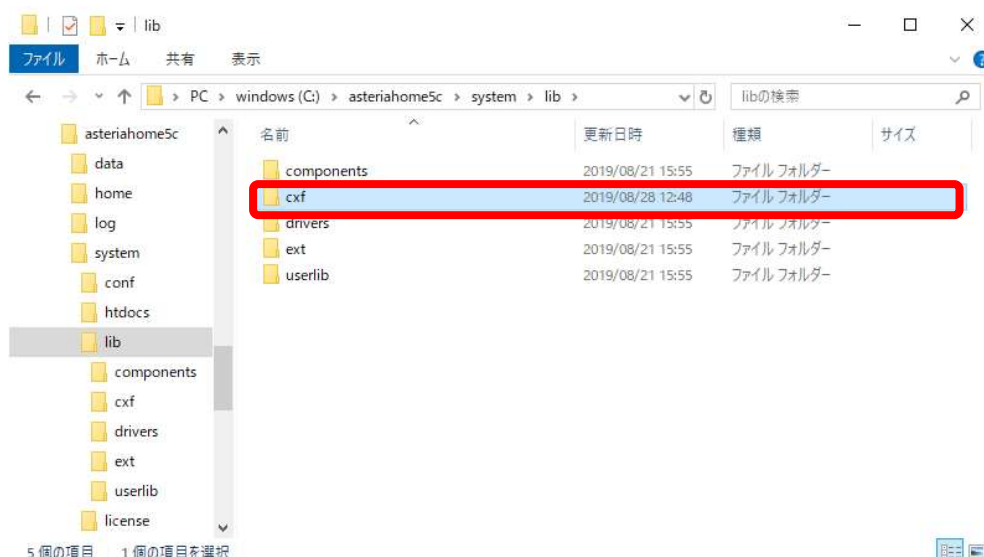 lib
ファイル ホーム 共有 表示
PC > windows (C:) > asteriahome5c > system > lib > libの検索
asteriahome5c
data
home
log
system
conf
htdocs
lib
components
cxf
drivers
ext
userlib
license
名前 更新日時 種類 サイズ
components 2019/08/21 15:55 ファイル フォルダー
cxf 2019/08/28 12:48 ファイル フォルダー
drivers 2019/08/21 15:55 ファイル フォルダー
ext 2019/08/21 15:55 ファイル フォルダー
userlib 2019/08/21 15:55 ファイル フォルダー
5 個の項目 1 個の項目を選択